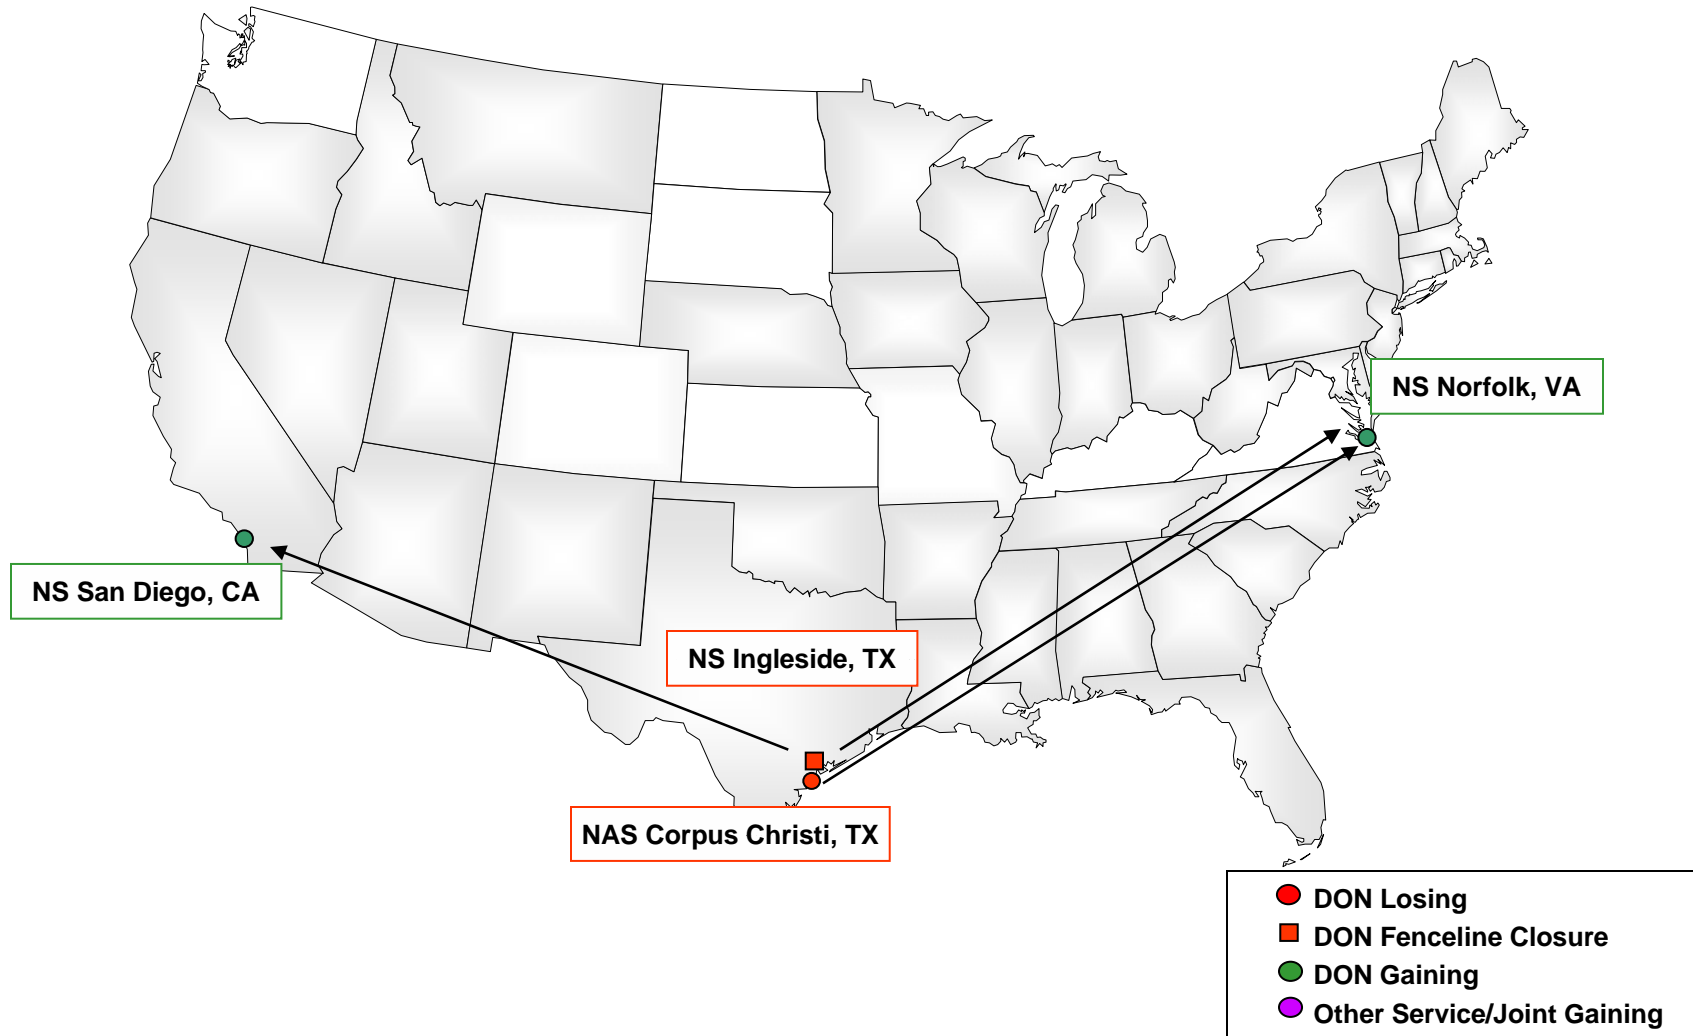 NS Norfolk, VA
NS San Diego, CA
NS Ingleside, TX
NAS Corpus Christi, TX
DON Losing
DON Fenceline Closure
DON Gaining
Other Service/Joint Gaining